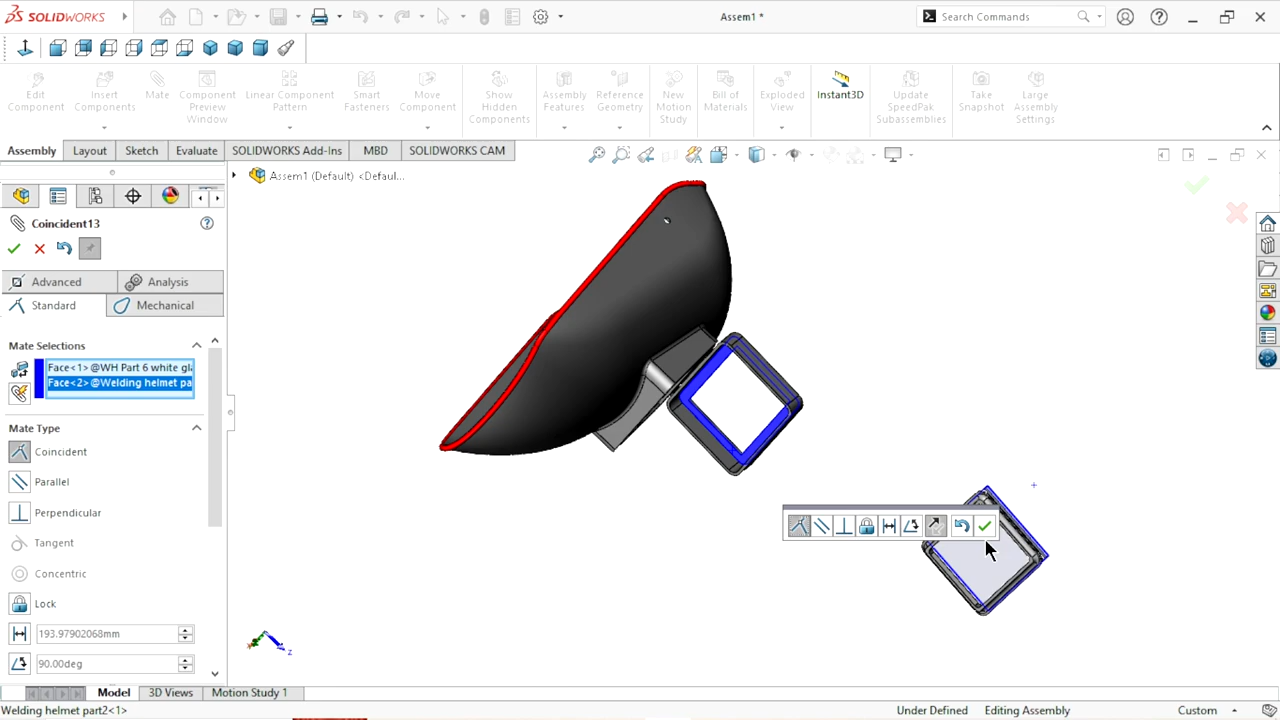 SOLIDWORKS
Assem1 *
Search Commands
Edit
Component
Insert
Components
Mate
Component
Preview
Window
Linear Component
Pattern
Smart
Fasteners
Move
Component
Show
Hidden
Components
Assembly
Features
Reference
Geometry
New
Motion
Study
Bill of
Materials
Exploded
View
Instant3D
Update
SpeedPak
Subassemblies
Take
Snapshot
Large
Assembly
Settings
Assembly
Layout
Sketch
Evaluate
SOLIDWORKS Add-Ins
MBD
SOLIDWORKS CAM
Assem1 (Default) <Defaul...
Coincident13
Advanced
Analysis
Standard
Mechanical
Mate Selections
Face<1> @WH Part 6 white gla
Face<2> @Welding helmet pa
Mate Type
Coincident
Parallel
Perpendicular
Tangent
Concentric
Lock
193.97902068mm
90.00deg
z
Model
3D Views
Motion Study 1
Welding helmet part2<1>
Under Defined
Editing Assembly
Custom